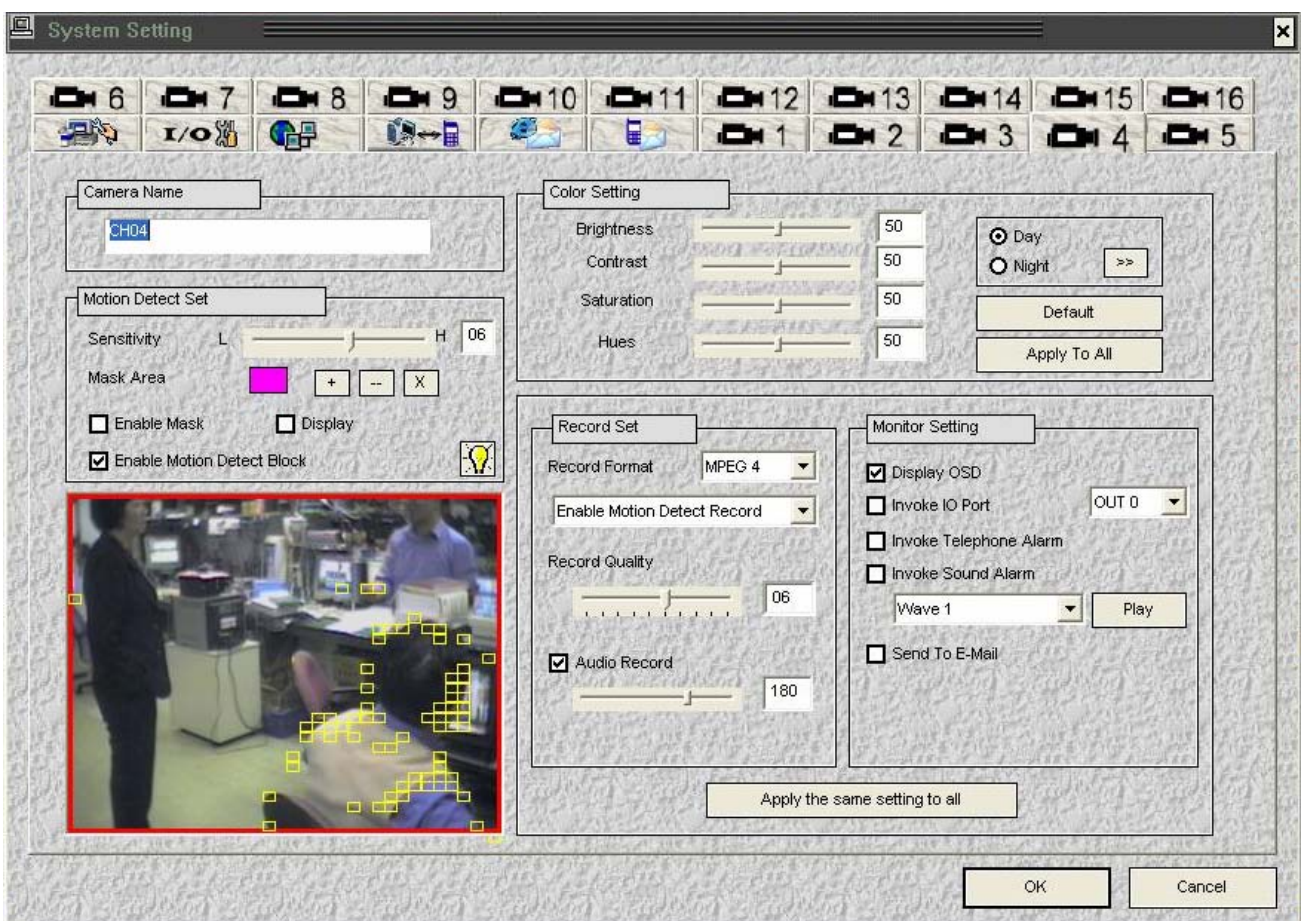 System Setting
6 7 8 9 10 11 12 13 14 15 16
I/O 1 2 3 4 5
Camera Name
CH04
Motion Detect Set
Sensitivity L H 06
Mask Area + -- X
Enable Mask Display
Enable Motion Detect Block
Color Setting
Brightness 50
Contrast 50
Saturation 50
Hues 50
Day
Night >>
Default
Apply To All
Record Set
Record Format MPEG 4
Enable Motion Detect Record
Record Quality
06
Audio Record
180
Monitor Setting
Display OSD
Invoke IO Port OUT 0
Invoke Telephone Alarm
Invoke Sound Alarm
Wave 1 Play
Send To E-Mail
Apply the same setting to all
OK Cancel